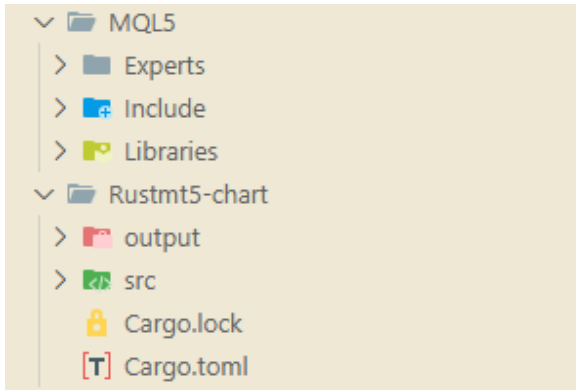 MQL5
Experts
Include
Libraries
Rustmt5-chart
output
src
Cargo.lock
[T] Cargo.toml